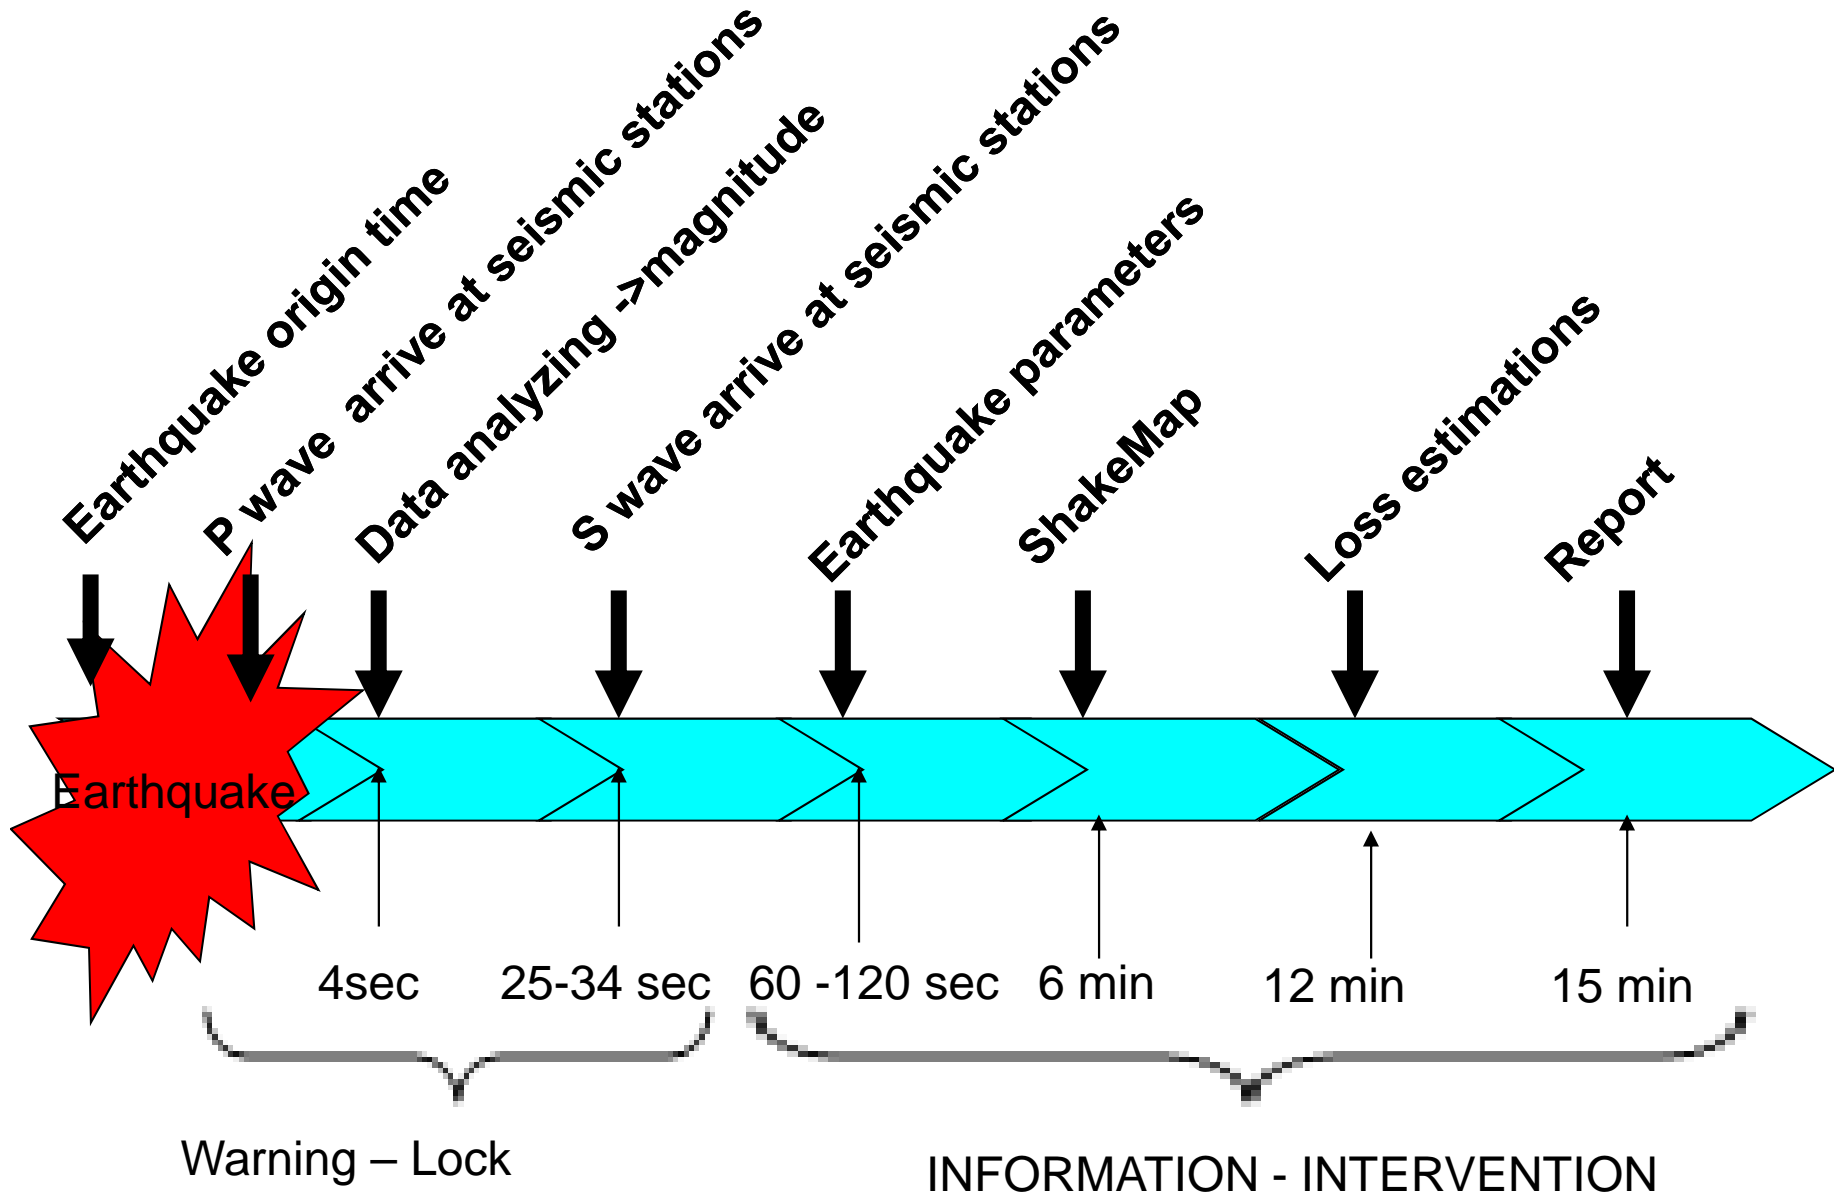 Earthquake origin time
P wave  arrive at seismic stations
Data analyzing ->magnitude
S wave arrive at seismic stations
Earthquake parameters
ShakeMap
Loss estimations
Report
Earthquake
4sec
25-34 sec
60 -120 sec
6 min
12 min
15 min
Warning – Lock
INFORMATION - INTERVENTION